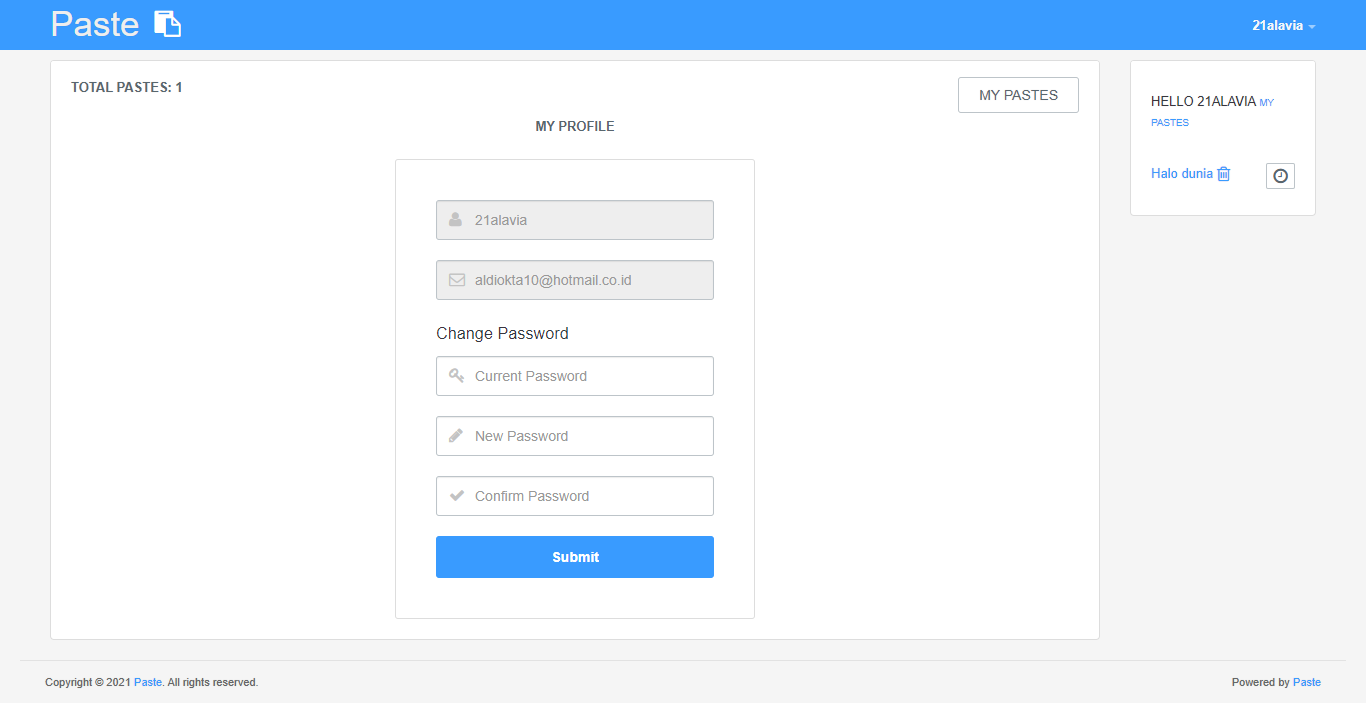 Paste
21alavia
TOTAL PASTES: 1
MY PASTES
MY PROFILE
21alavia
aldiokta10@hotmail.co.id
Change Password
Current Password
New Password
Confirm Password
Submit
HELLO 21ALAVIA MY
PASTES
Halo dunia
Copyright © 2021 Paste. All rights reserved.
Powered by Paste